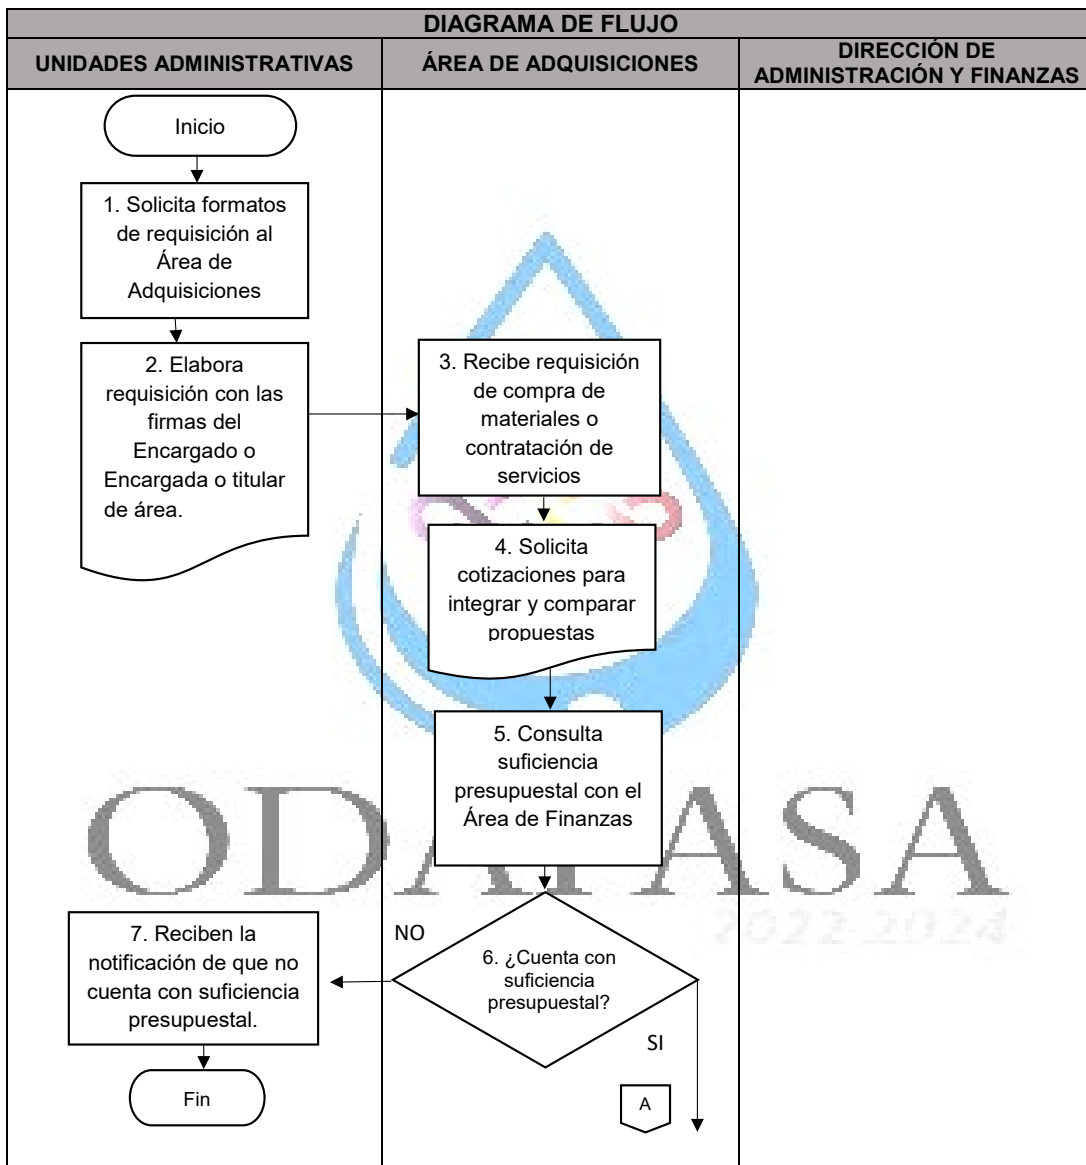 DIAGRAMA DE FLUJO
UNIDADES ADMINISTRATIVAS
ÁREA DE ADQUISICIONES
DIRECCIÓN DE
ADMINISTRACIÓN Y FINANZAS
Inicio
1. Solicita formatos
de requisición al
Área de
Adquisiciones
2. Elabora
requisición con las
firmas del
Encargado o
Encargada o titular
de área.
3. Recibe requisición
de compra de
materiales o
contratación de
servicios
4. Solicita
cotizaciones para
integrar y comparar
propuestas
5. Consulta
suficiencia
presupuestal con el
Área de Finanzas
6. ¿Cuenta con
suficiencia
presupuestal?
NO
7. Reciben la
notificación de que no
cuenta con suficiencia
presupuestal.
Fin
SI
A
2022-2024